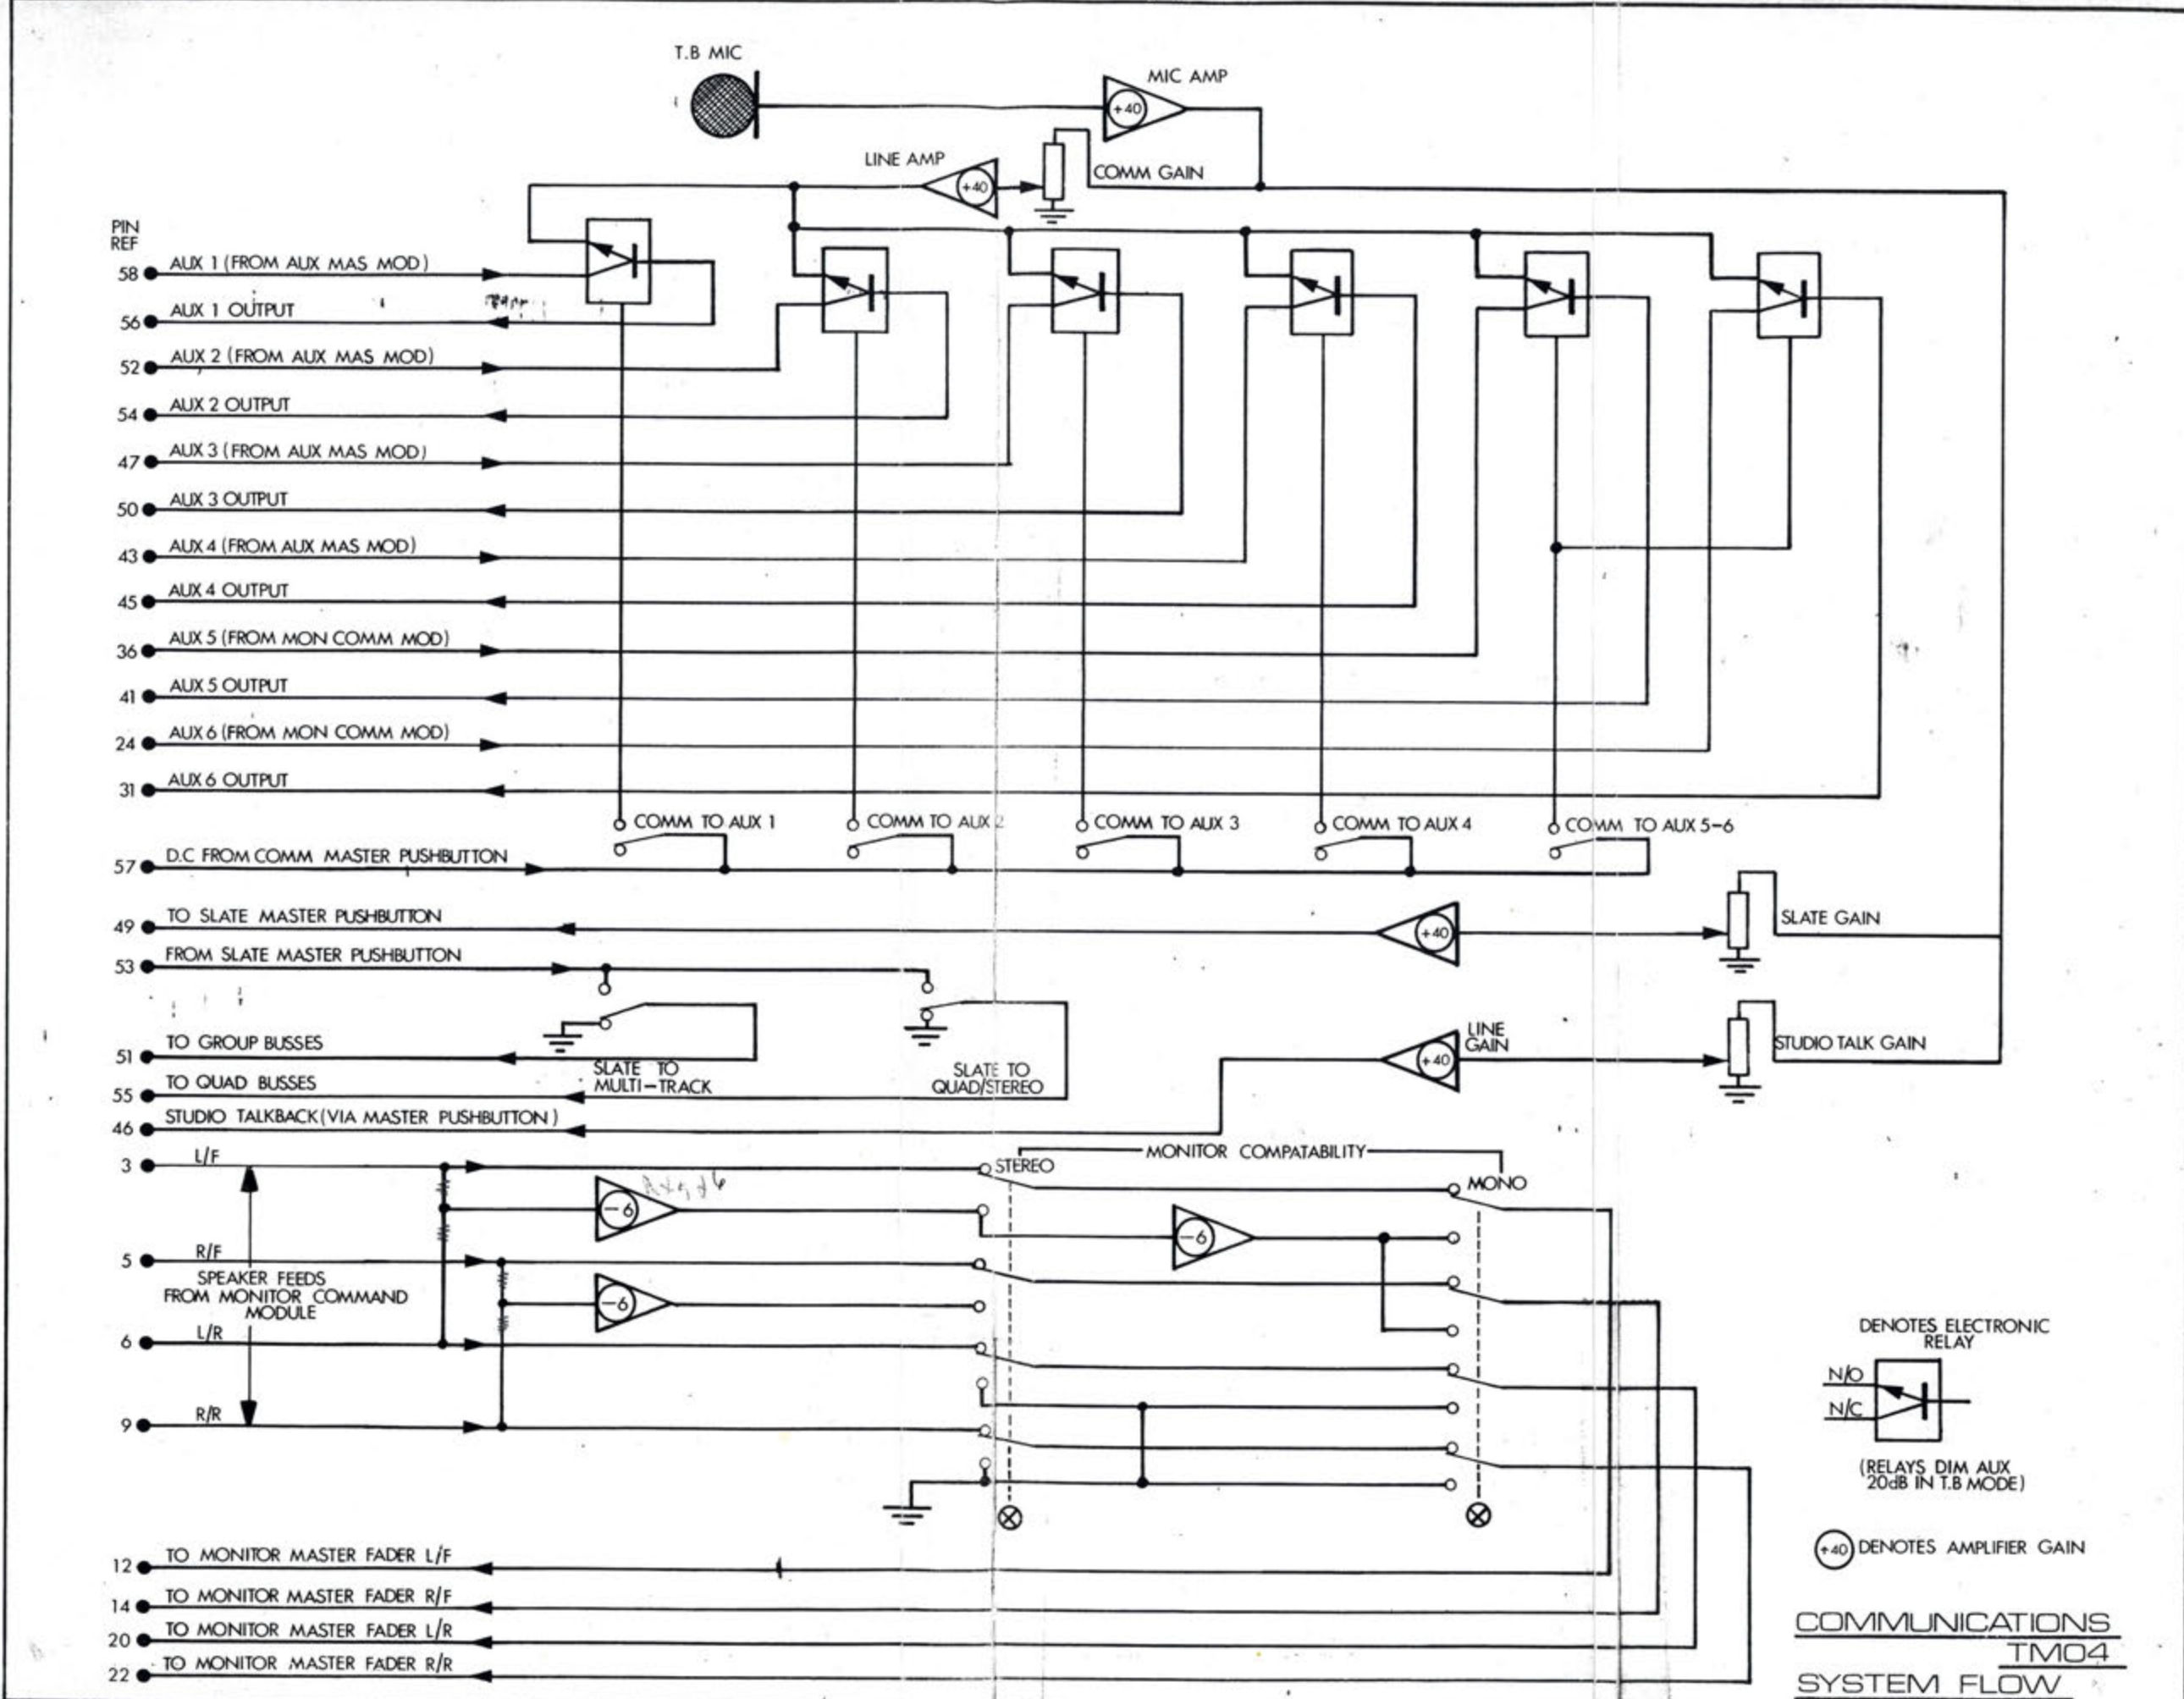 T.B MIC
MIC AMP
+40
LINE AMP
+40
COMM GAIN
PIN
REF
58 AUX 1 (FROM AUX MAS MOD)
56 AUX 1 OUTPUT
52 AUX 2 (FROM AUX MAS MOD)
54 AUX 2 OUTPUT
47 AUX 3 (FROM AUX MAS MOD)
50 AUX 3 OUTPUT
43 AUX 4 (FROM AUX MAS MOD)
45 AUX 4 OUTPUT
36 AUX 5 (FROM MON COMM MOD)
41 AUX 5 OUTPUT
24 AUX 6 (FROM MON COMM MOD)
31 AUX 6 OUTPUT
COMM TO AUX 1
COMM TO AUX 2
COMM TO AUX 3
COMM TO AUX 4
COMM TO AUX 5-6
57 D.C FROM COMM MASTER PUSHBUTTON
49 TO SLATE MASTER PUSHBUTTON
+40
SLATE GAIN
53 FROM SLATE MASTER PUSHBUTTON
51 TO GROUP BUSSES
SLATE TO
MULTI-TRACK
SLATE TO
QUAD/STEREO
LINE
GAIN
+40
STUDIO TALK GAIN
55 TO QUAD BUSSES
46 STUDIO TALKBACK (VIA MASTER PUSHBUTTON)
MONITOR COMPATABILITY
3 L/F
STEREO
MONO
-6
-6
5 R/F
SPEAKER FEEDS
FROM MONITOR COMMAND
MODULE
-6
6 L/R
9 R/R
DENOTES ELECTRONIC
RELAY
N/O
N/C
(RELAYS DIM AUX
20dB IN T.B MODE)
+40 DENOTES AMPLIFIER GAIN
12 TO MONITOR MASTER FADER L/F
14 TO MONITOR MASTER FADER R/F
20 TO MONITOR MASTER FADER L/R
22 TO MONITOR MASTER FADER R/R
COMMUNICATIONS
TM04
SYSTEM FLOW